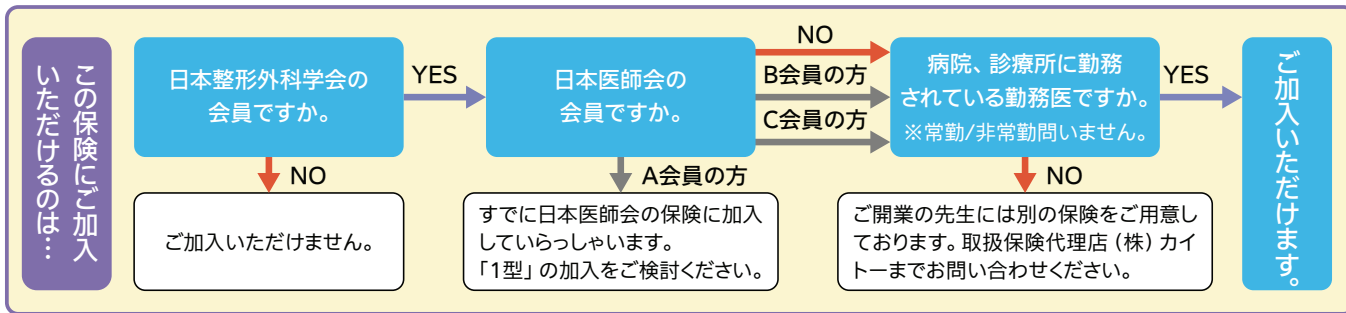 この保険にご加入
いただけるのは…
日本整形外科学会の
会員ですか。
YES
NO
ご加入いただけません。
日本医師会の
会員ですか。
NO
B会員の方
C会員の方
A会員の方
すでに日本医師会の保険に加入
していらっしゃいます。
「1型」の加入をご検討ください。
病院、診療所に勤務
されている勤務医ですか。
※常勤/非常勤問いません。
YES
NO
ご開業の先生には別の保険をご用意し
ております。取扱保険代理店(株)カイ
トーまでお問い合わせください。
ご加入いただけます。